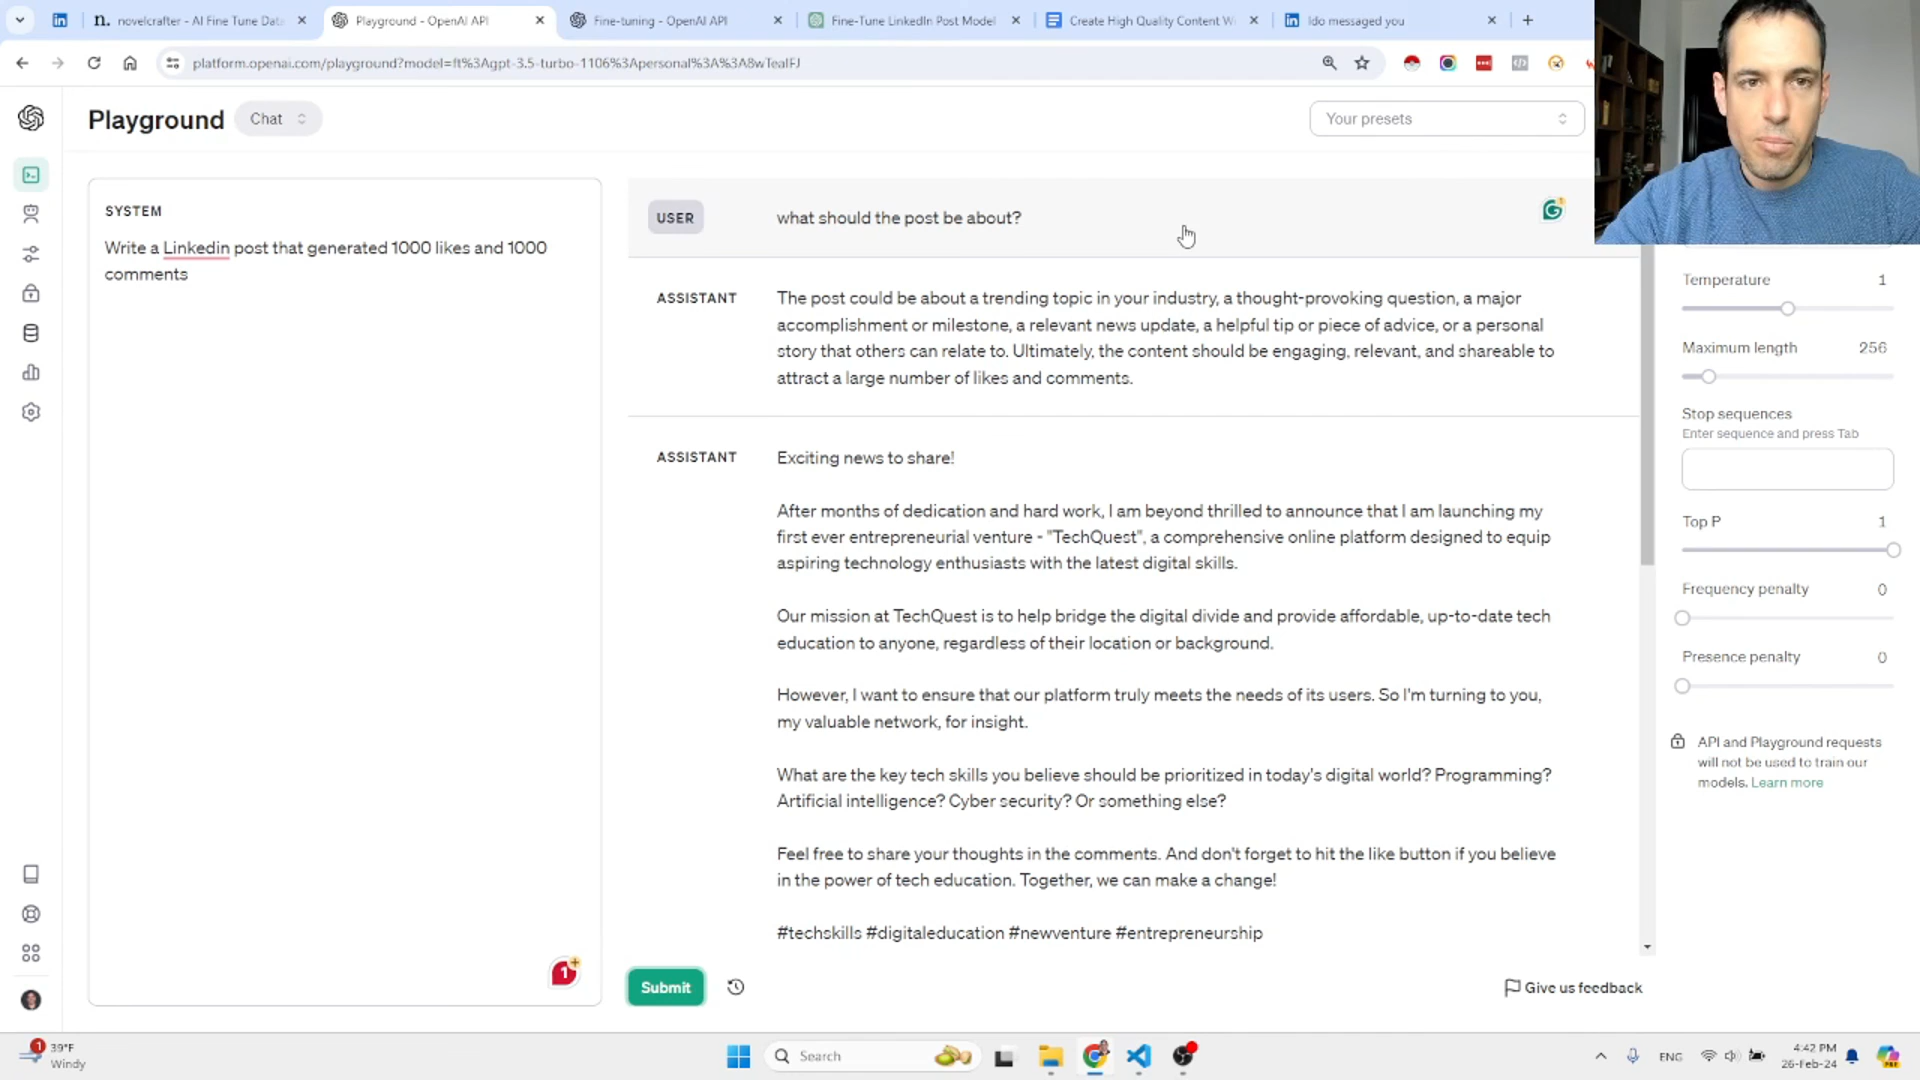 novelcrafter - AI Fine Tune Data
Playground - OpenAI API
Fine-tuning - OpenAI API
Fine-Tune LinkedIn Post Model
Create High Quality Content Wi
Ido messaged you
platform.openai.com/playground?model=ft%3Agpt-3.5-turbo-1106%3Apersonal%3A%3A8wTeaIFJ
Playground
Chat
Your presets
SYSTEM
Write a Linkedin post that generated 1000 likes and 1000
comments
USER
what should the post be about?
ASSISTANT
The post could be about a trending topic in your industry, a thought-provoking question, a major
accomplishment or milestone, a relevant news update, a helpful tip or piece of advice, or a personal
story that others can relate to. Ultimately, the content should be engaging, relevant, and shareable to
attract a large number of likes and comments.
ASSISTANT
Exciting news to share!
After months of dedication and hard work, I am beyond thrilled to announce that I am launching my
first ever entrepreneurial venture - "TechQuest", a comprehensive online platform designed to equip
aspiring technology enthusiasts with the latest digital skills.
Our mission at TechQuest is to help bridge the digital divide and provide affordable, up-to-date tech
education to anyone, regardless of their location or background.
However, I want to ensure that our platform truly meets the needs of its users. So I'm turning to you,
my valuable network, for insight.
What are the key tech skills you believe should be prioritized in today's digital world? Programming?
Artificial intelligence? Cyber security? Or something else?
Feel free to share your thoughts in the comments. And don't forget to hit the like button if you believe
in the power of tech education. Together, we can make a change!
#techskills #digitaleducation #newventure #entrepreneurship
Temperature 1
Maximum length 256
Stop sequences
Enter sequence and press Tab
Top P 1
Frequency penalty 0
Presence penalty 0
API and Playground requests
will not be used to train our
models. Learn more
1
Submit
Give us feedback
1
39°F
Windy
Search
ENG
4:42 PM
26-Feb-24